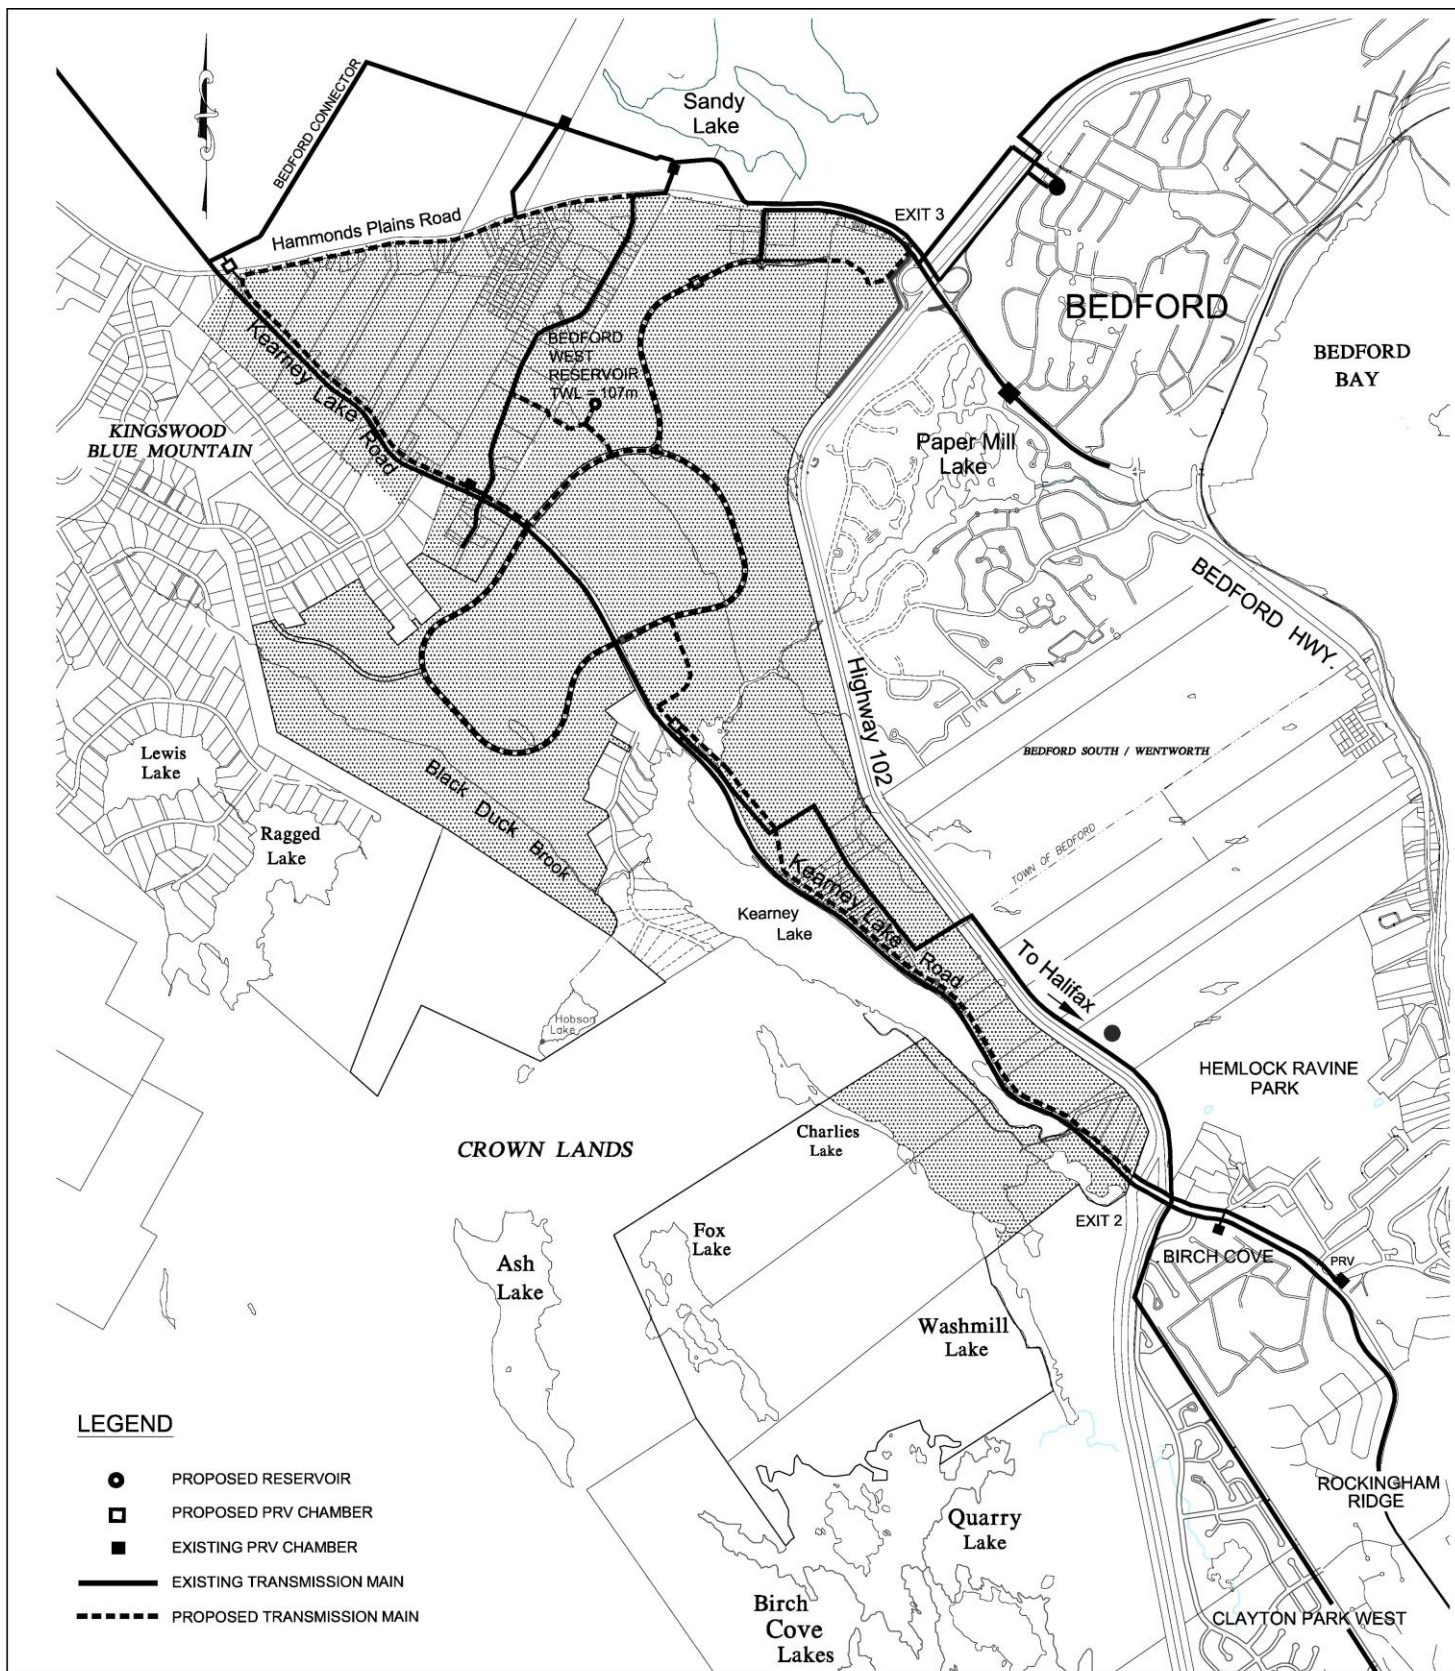 Sandy
Lake
BEDFORD CONNECTOR
EXIT 3
Hammonds Plains Road
BEDFORD
BEDFORD
BAY
Kearney Lake Road
BEDFORD
WEST
RESERVOIR
TWL = 107m
KINGSWOOD
BLUE MOUNTAIN
Paper Mill
Lake
BEDFORD HWY.
Highway 102
BEDFORD SOUTH / WENTWORTH
Lewis
Lake
Black Duck Brook
Ragged
Lake
TOWN OF BEDFORD
Kearney Lake Road
Kearney
Lake
To Halifax
Hobson
Lake
HEMLOCK RAVINE
PARK
CROWN LANDS
Charlies
Lake
EXIT 2
Fox
Lake
Ash
Lake
BIRCH COVE
PRV
Washmill
Lake
LEGEND
PROPOSED RESERVOIR
PROPOSED PRV CHAMBER
EXISTING PRV CHAMBER
EXISTING TRANSMISSION MAIN
PROPOSED TRANSMISSION MAIN
ROCKINGHAM
RIDGE
Quarry
Lake
Birch
Cove
Lakes
CLAYTON PARK WEST